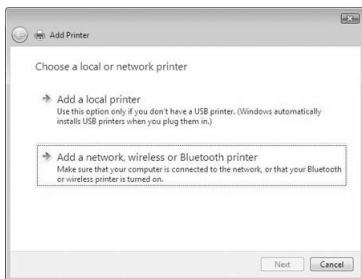 Add Printer
Choose a local or network printer
Add a local printer
Use this option only if you don't have a USB printer. (Windows automatically
installs USB printers when you plug them in.)
Add a network, wireless or Bluetooth printer
Make sure that your computer is connected to the network, or that your Bluetooth
or wireless printer is turned on.
Next
Cancel